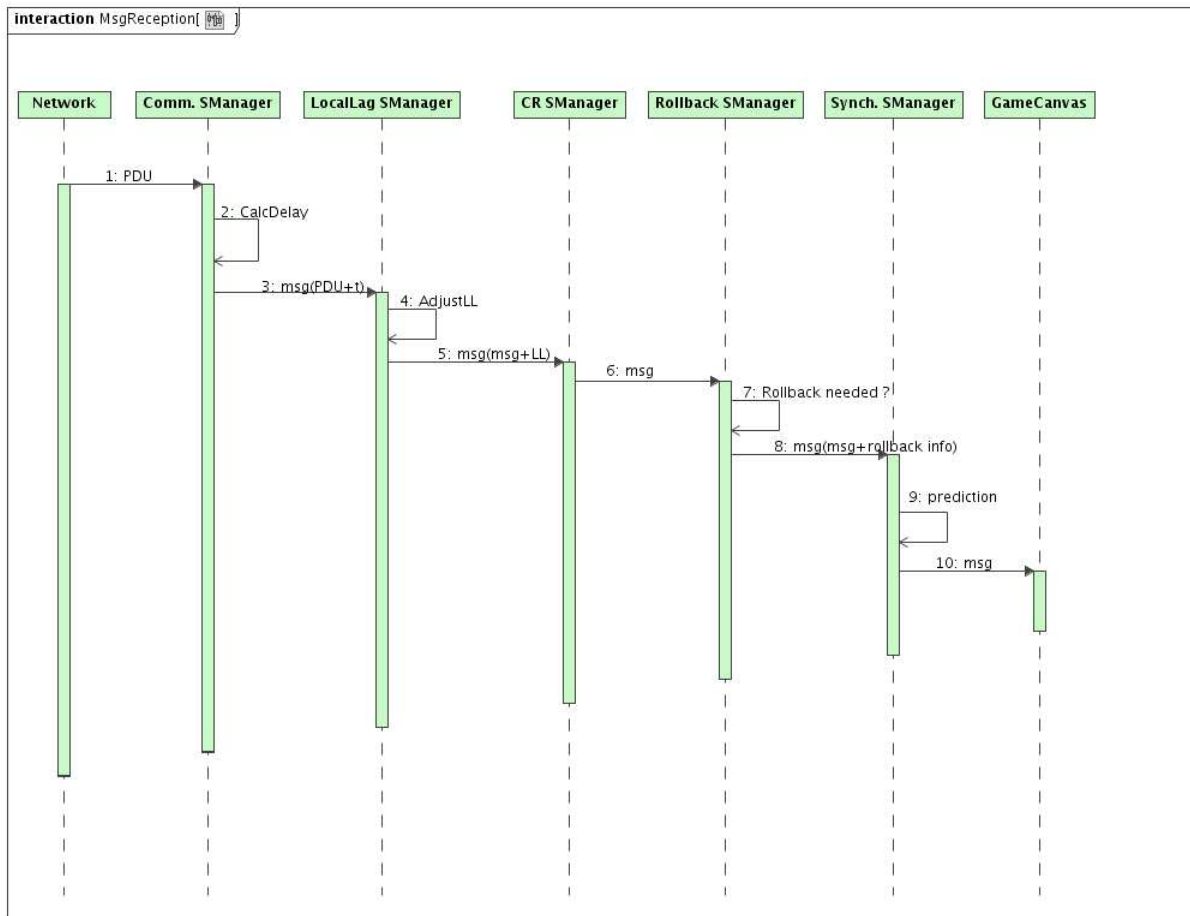 interaction MsgReception[ ]
Network
Comm. SManager
LocalLag SManager
CR SManager
Rollback SManager
Synch. SManager
GameCanvas
1: PDU
2: CalcDelay
3: msg(PDU+t)
4: AdjustLL
5: msg(msg+LL)
6: msg
7: Rollback needed ?
8: msg(msg+rollback info)
9: prediction
10: msg